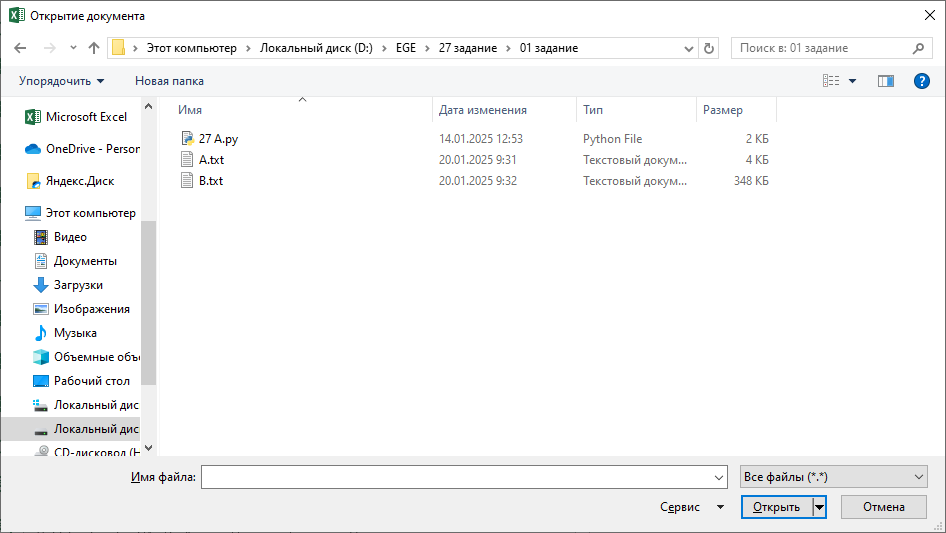 Открытие документа
Этот компьютер › Локальный диск (D:) › EGE › 27 задание › 01 задание
Поиск в: 01 задание
Упорядочить Новая папка
Имя Дата изменения Тип Размер
27 A.py 14.01.2025 12:53 Python File 2 КБ
A.txt 20.01.2025 9:31 Текстовый докум... 4 КБ
B.txt 20.01.2025 9:32 Текстовый докум... 348 КБ
Microsoft Excel
OneDrive - Person
Яндекс.Диск
Этот компьютер
Видео
Документы
Загрузки
Изображения
Музыка
Объемные объе
Рабочий стол
Локальный дис
Локальный дис
CD-дисковод (H
Имя файла:
Все файлы (*.*)
Сервис
Открыть
Отмена